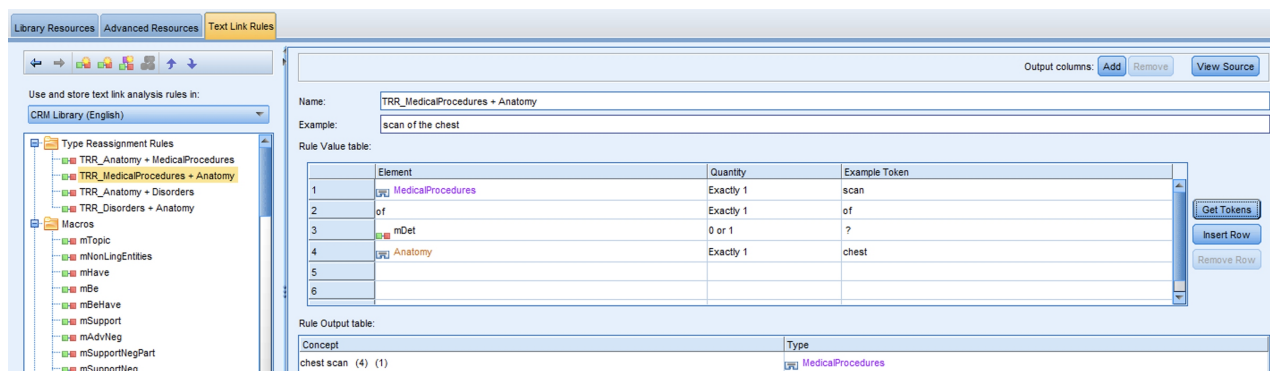 Library Resources Advanced Resources Text Link Rules
Output columns: Add Remove View Source
Use and store text link analysis rules in:
CRM Library (English)
Type Reassignment Rules
TRR_Anatomy + MedicalProcedures
TRR_MedicalProcedures + Anatomy
TRR_Anatomy + Disorders
TRR_Disorders + Anatomy
Macros
mTopic
mNonLingEntities
mHave
mBe
mBeHave
mSupport
mAdvNeg
mSupportNegPart
mSupportNeg
Name: TRR_MedicalProcedures + Anatomy
Example: scan of the chest
Rule Value table:
Element Quantity Example Token
1 MedicalProcedures Exactly 1 scan
2 of Exactly 1 of
3 mDet 0 or 1 ?
4 Anatomy Exactly 1 chest
5
6
Get Tokens
Insert Row
Remove Row
Rule Output table:
Concept Type
chest scan (4) (1) MedicalProcedures